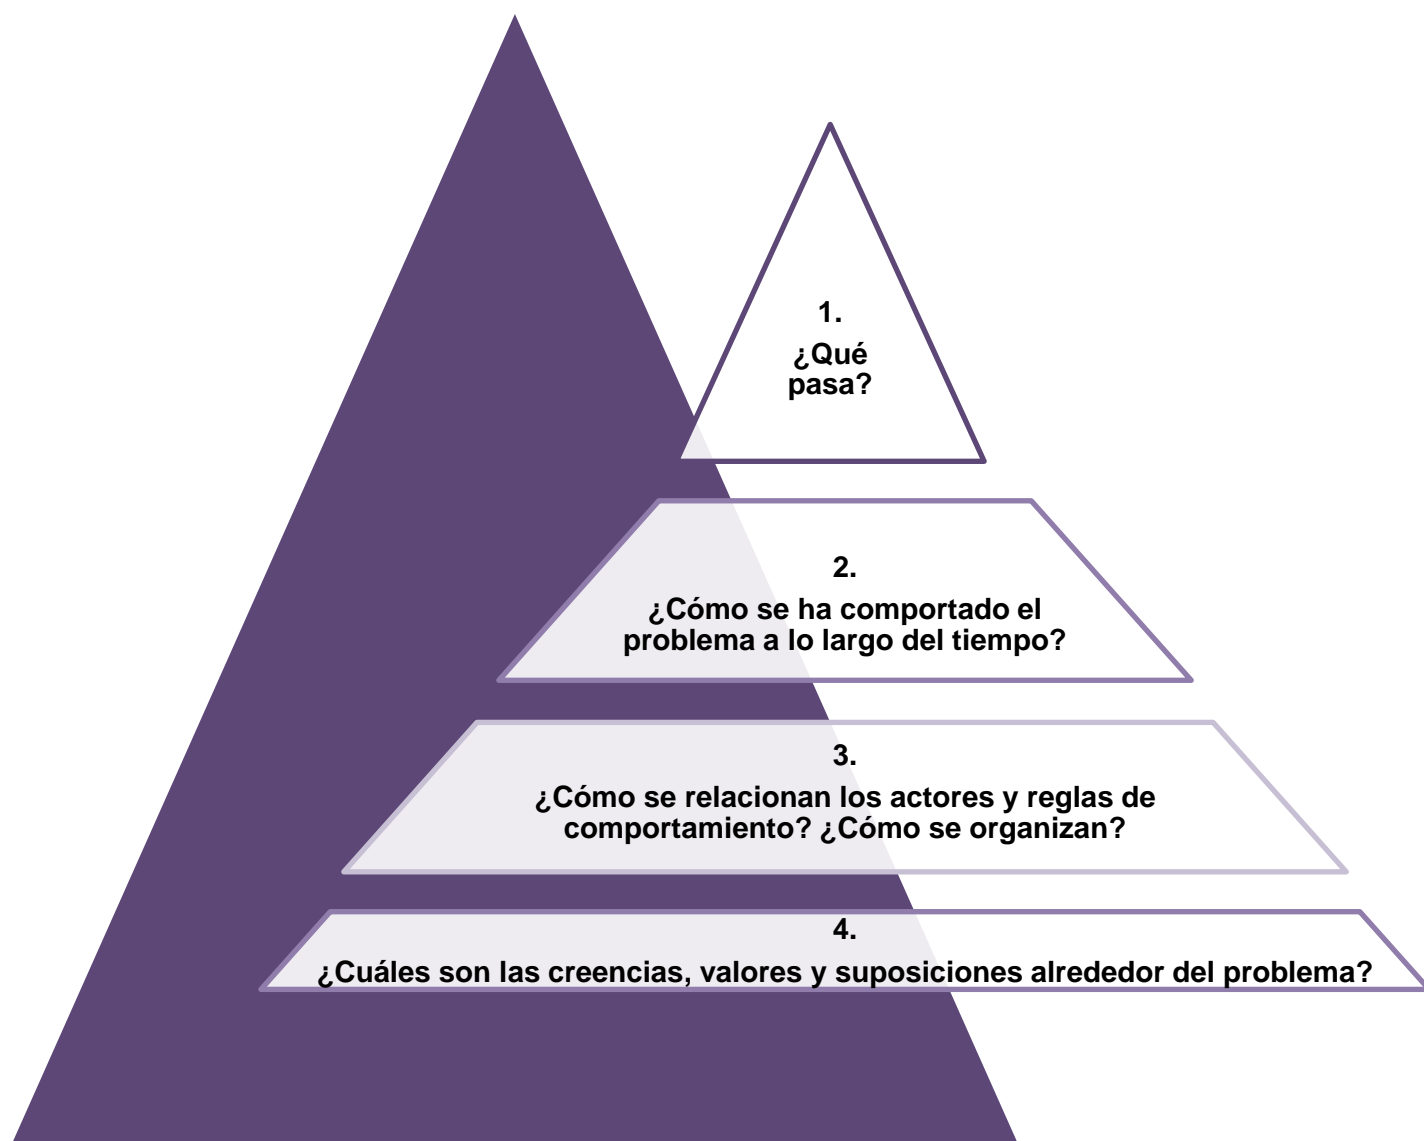 1.
¿Qué
pasa?
2.
¿Cómo se ha comportado el
problema a lo largo del tiempo?
3.
¿Cómo se relacionan los actores y reglas de
comportamiento? ¿Cómo se organizan?
4.
¿Cuáles son las creencias, valores y suposiciones alrededor del problema?